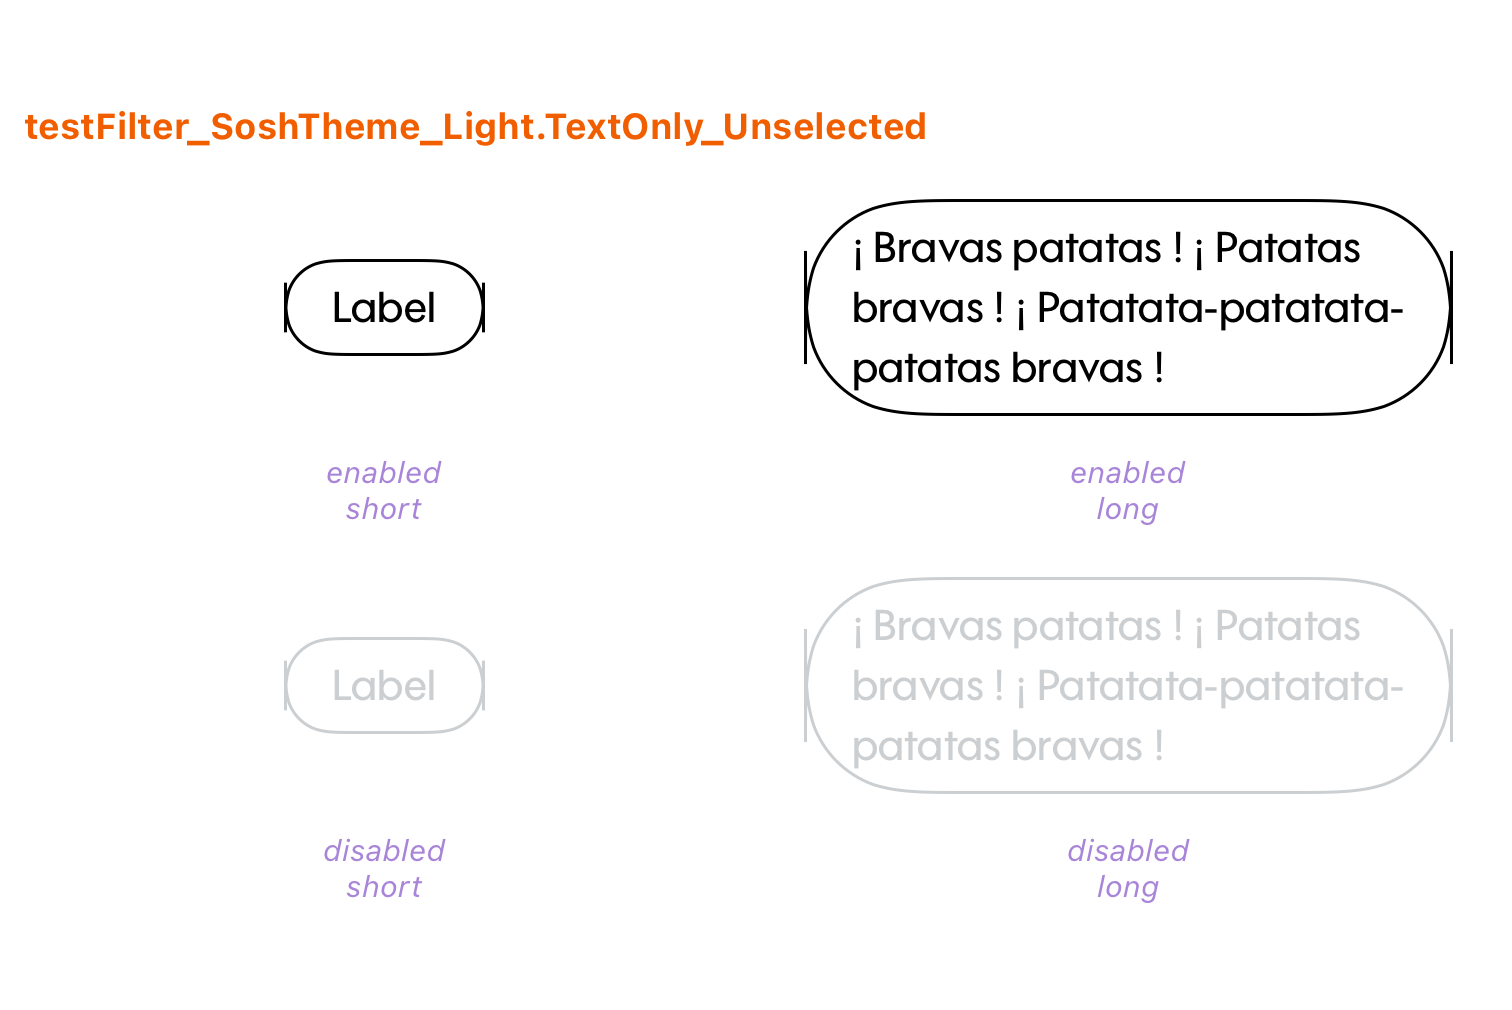 testFilter_SoshTheme_Light.TextOnly_Unselected
Label
¡ Bravas patatas ! ¡ Patatas
bravas ! ¡ Patatata-patatata-
patatas bravas !
enabled
short
enabled
long
Label
¡ Bravas patatas ! ¡ Patatas
bravas ! ¡ Patatata-patatata-
patatas bravas !
disabled
short
disabled
long